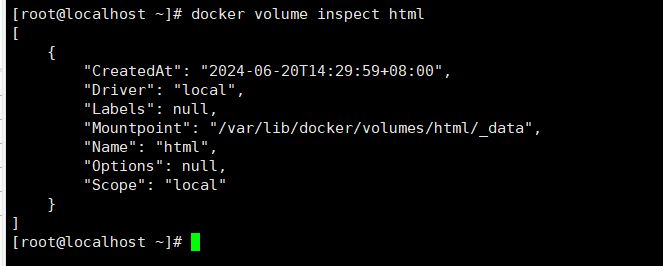 [root@localhost ~]# docker volume inspect html
[
    {
        "CreatedAt": "2024-06-20T14:29:59+08:00",
        "Driver": "local",
        "Labels": null,
        "Mountpoint": "/var/lib/docker/volumes/html/_data",
        "Name": "html",
        "Options": null,
        "Scope": "local"
    }
]
[root@localhost ~]#